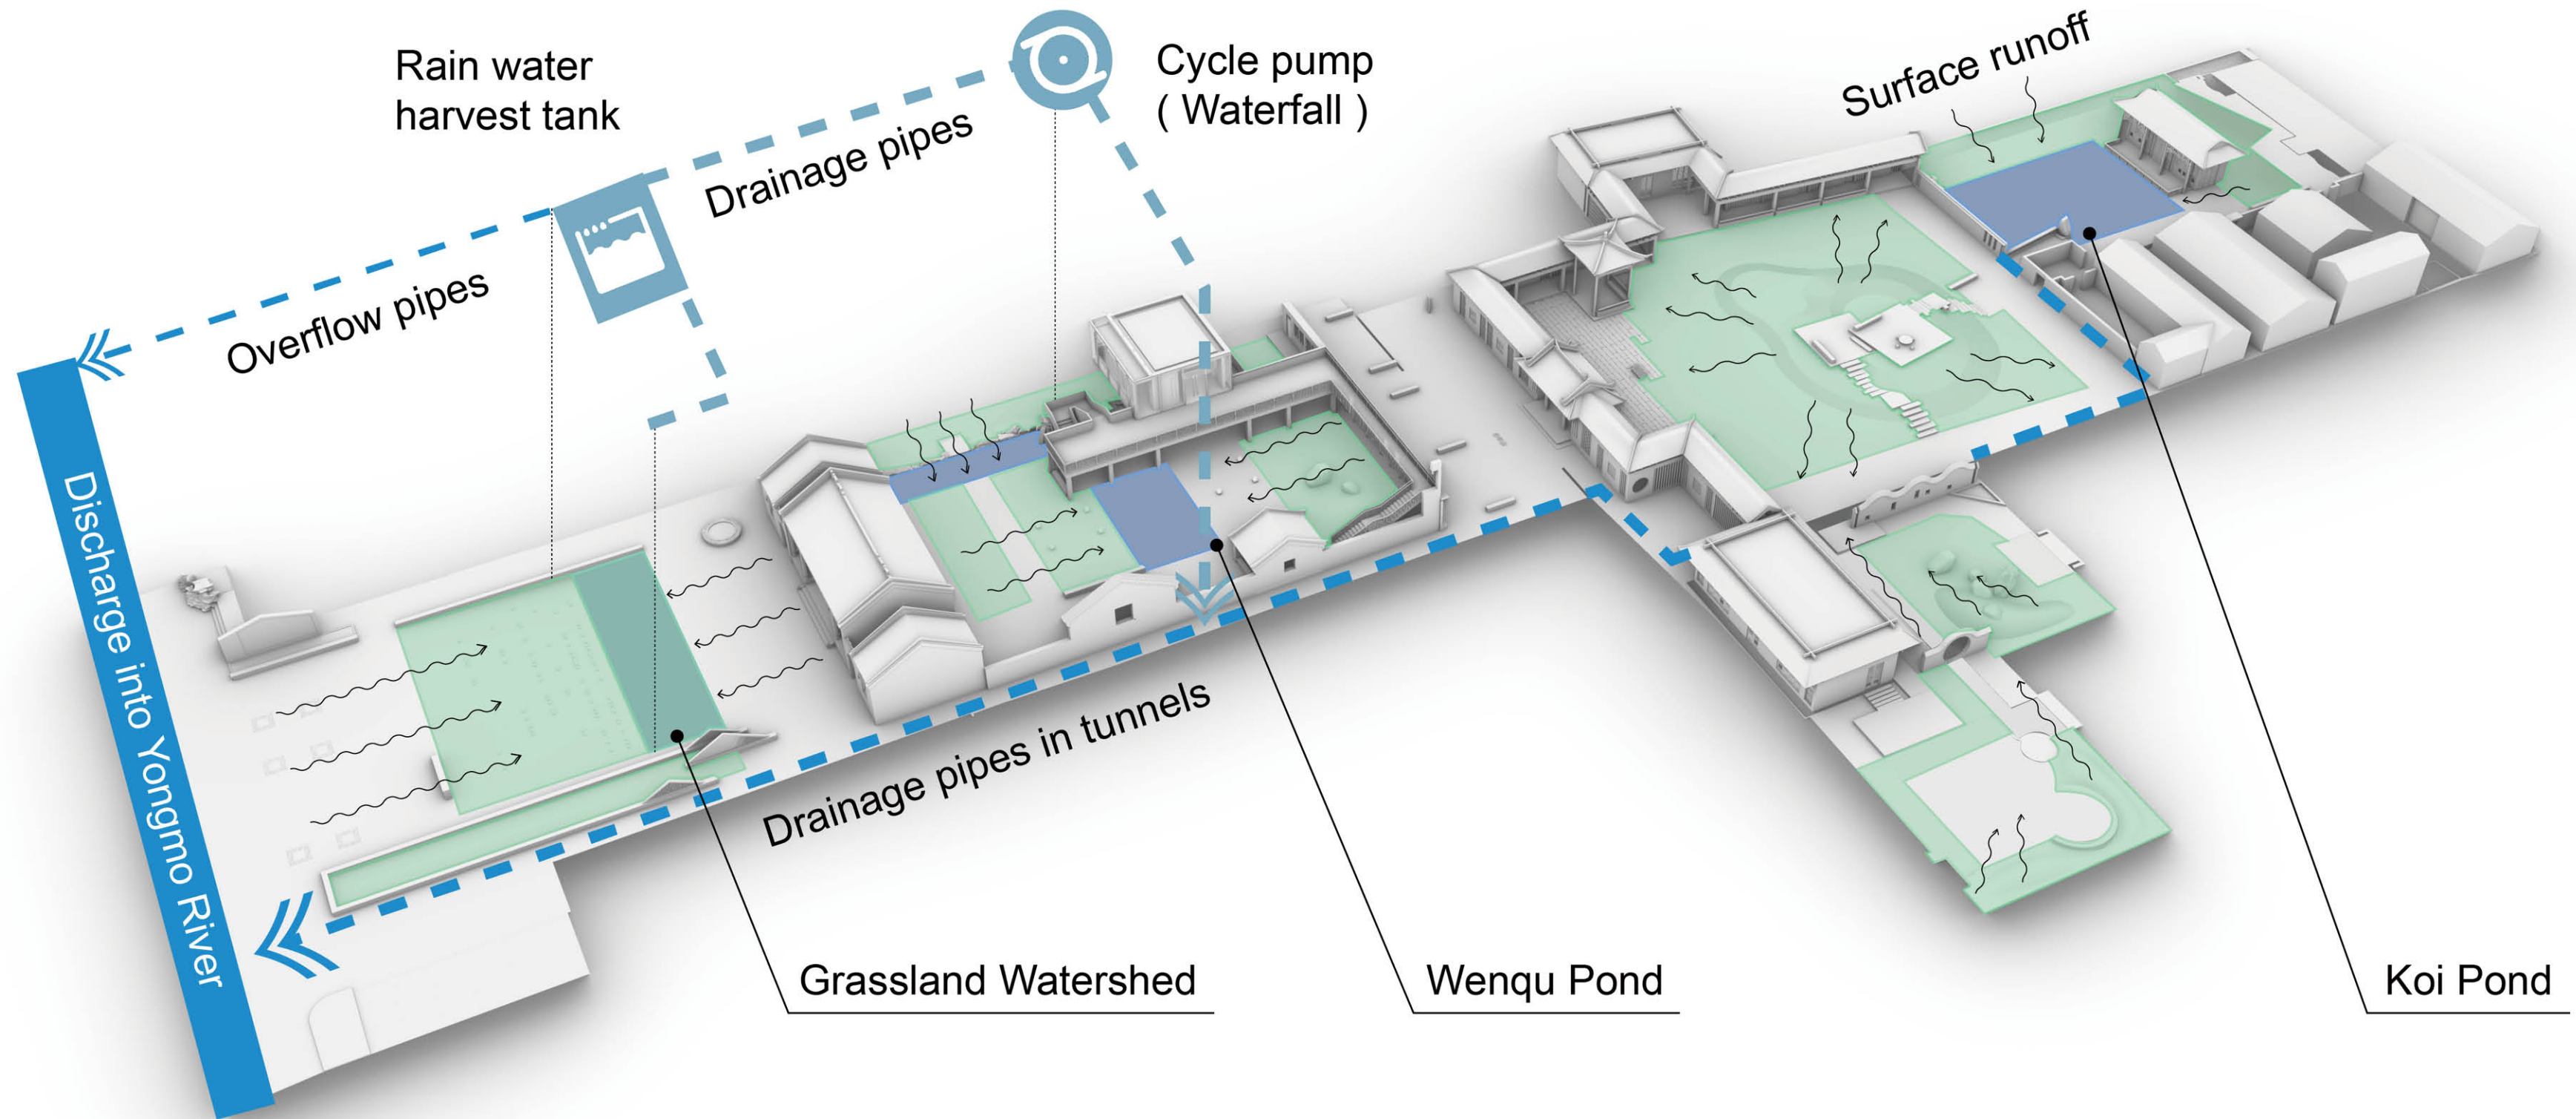 Rain water
harvest tank
Cycle pump
( Waterfall )
Surface runoff
Drainage pipes
Overflow pipes
Discharge into Yongmo River
Drainage pipes in tunnels
Grassland Watershed
Wenqu Pond
Koi Pond